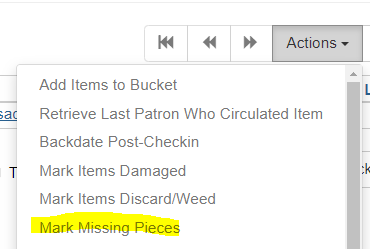 Actions
Add Items to Bucket
Retrieve Last Patron Who Circulated Item
Backdate Post-Checkin
Mark Items Damaged
Mark Items Discard/Weed
Mark Missing Pieces